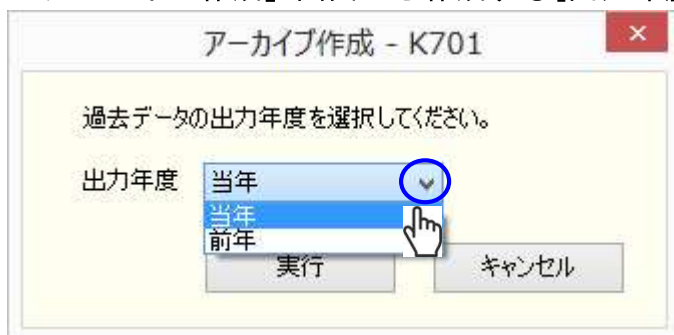 アーカイブ作成 - K701
過去データの出力年度を選択してください。
出力年度 当年
当年
前年
実行 キャンセル